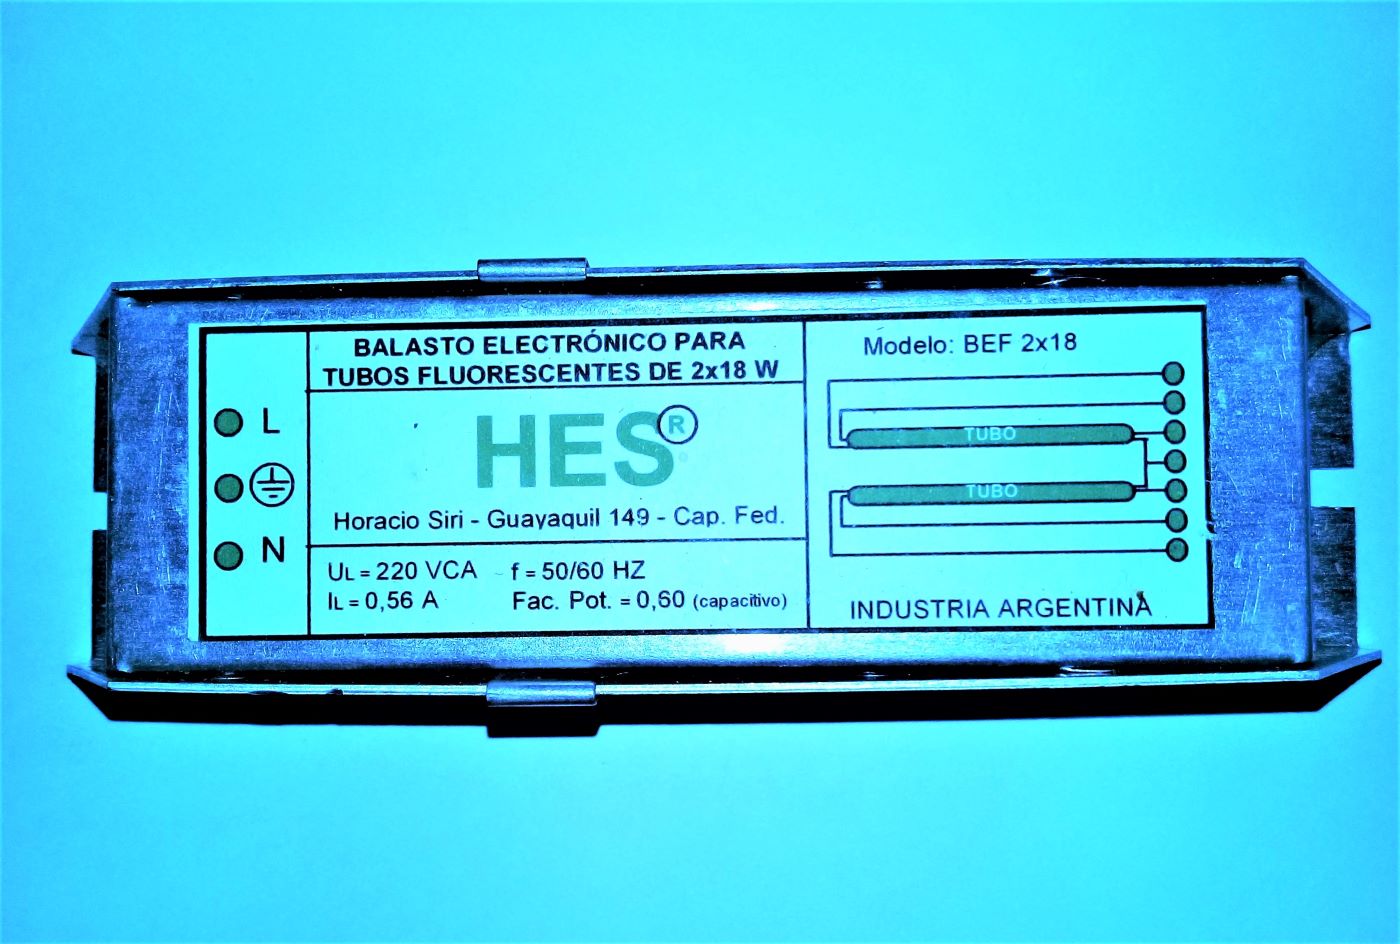 BALASTO ELECTRÓNICO PARA
TUBOS FLUORESCENTES DE 2x18 W
L
N
HES®
Horacio Siri - Guayaquil 149 - Cap. Fed.
UL = 220 VCA f = 50/60 HZ
IL = 0,56 A Fac. Pot. = 0,60 (capacitivo)
Modelo: BEF 2x18
TUBO
TUBO
INDUSTRIA ARGENTINA